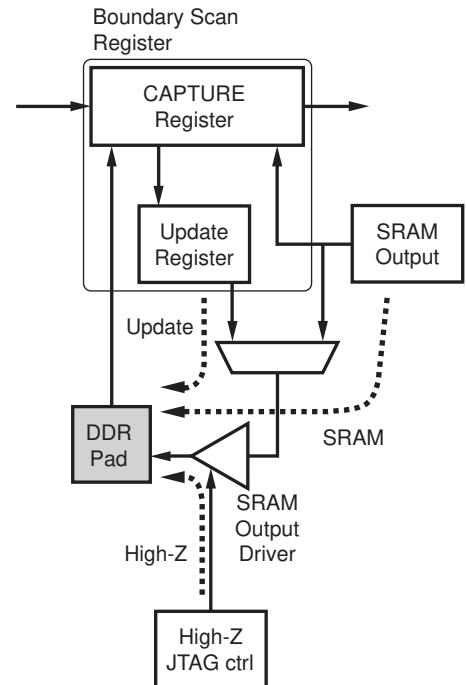 Boundary Scan
Register
CAPTURE
Register
Update
Register
SRAM
Output
Update
SRAM
DDR
Pad
SRAM
Output
Driver
High-Z
High-Z
JTAG ctrl